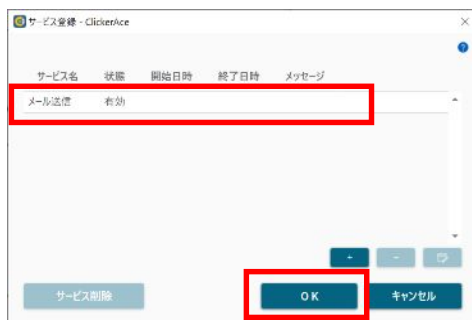 サービス登録 - ClickerAce
サービス名 状態 開始日時 終了日時 メッセージ
メール送信 有効
サービス削除 OK キャンセル